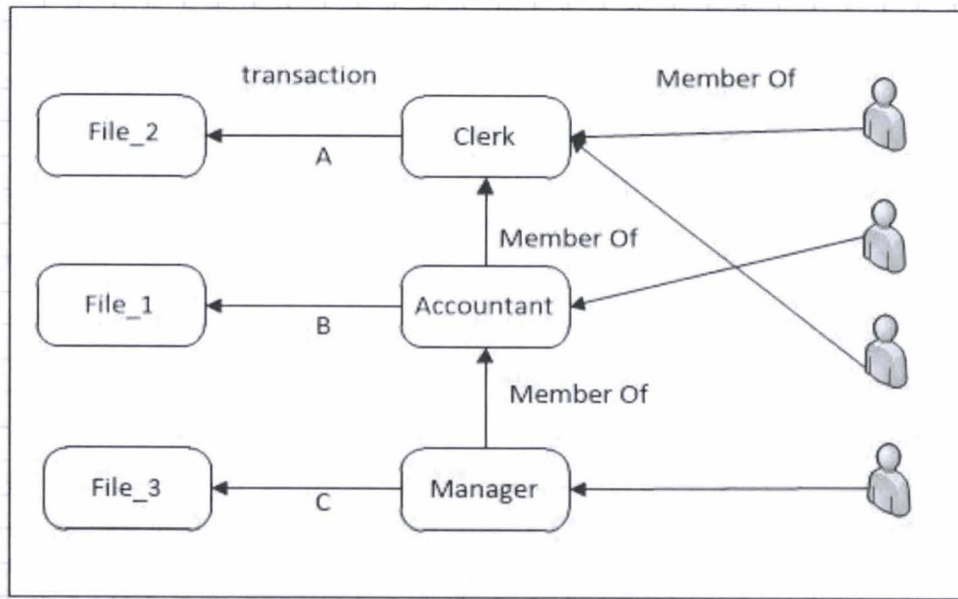 transaction
Member Of
File_2
A
Clerk
Member Of
File_1
B
Accountant
Member Of
File_3
C
Manager